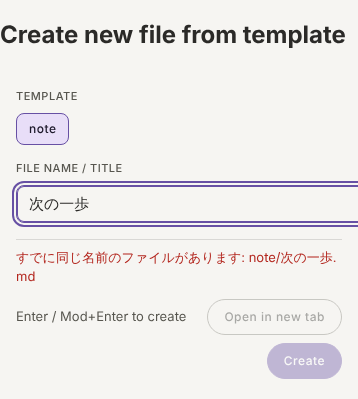 Create new file from template
TEMPLATE
note
FILE NAME / TITLE
次の一歩
すでに同じ名前のファイルがあります: note/次の一歩.
md
Enter / Mod+Enter to create
Open in new tab
Create